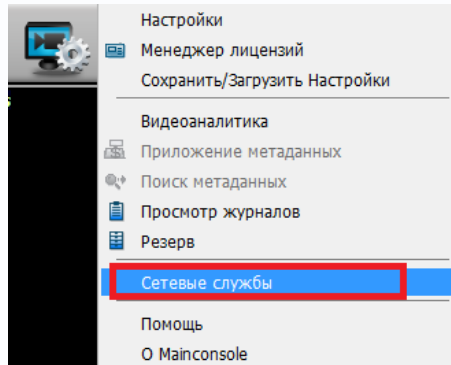 Настройки
Менеджер лицензий
Сохранить/Загрузить Настройки
Видеоаналитика
Приложение метаданных
Поиск метаданных
Просмотр журналов
Резерв
Сетевые службы
Помощь
О Mainconsole